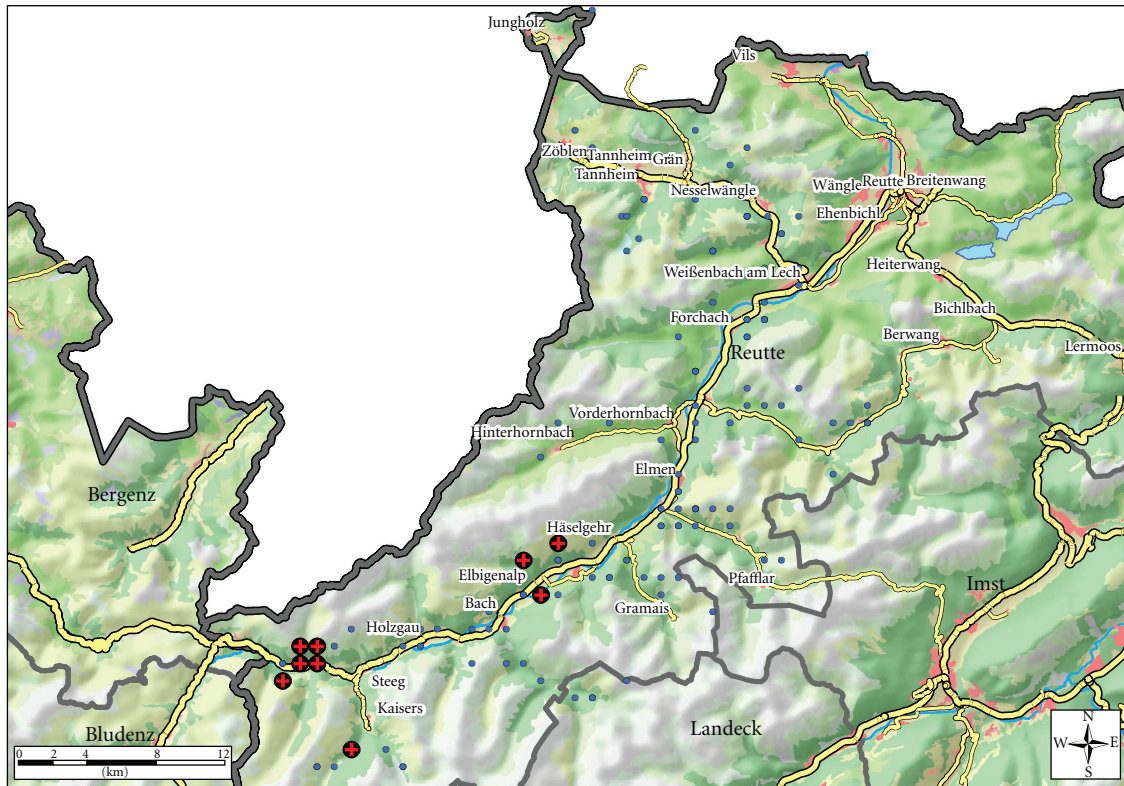 Jungholz
Vils
Zöblen
Tannheim
Grän
Tannheim
Nesselwängle
Wängle
Reutte
Breitenwang
Ehenbichl
Weißenbach am Lech
Heiterwang
Forchach
Bichlbach
Berwang
Lermoos
Reutte
Vorderhornbach
Hinterhornbach
Elmen
Bergenz
Häselgehr
Elbigenalp
Pfafflar
Imst
Bach
Gramais
Holzgau
Steeg
Kaisers
Landeck
Bludenz
0 2 4 8 12
(km)
N
W E
S